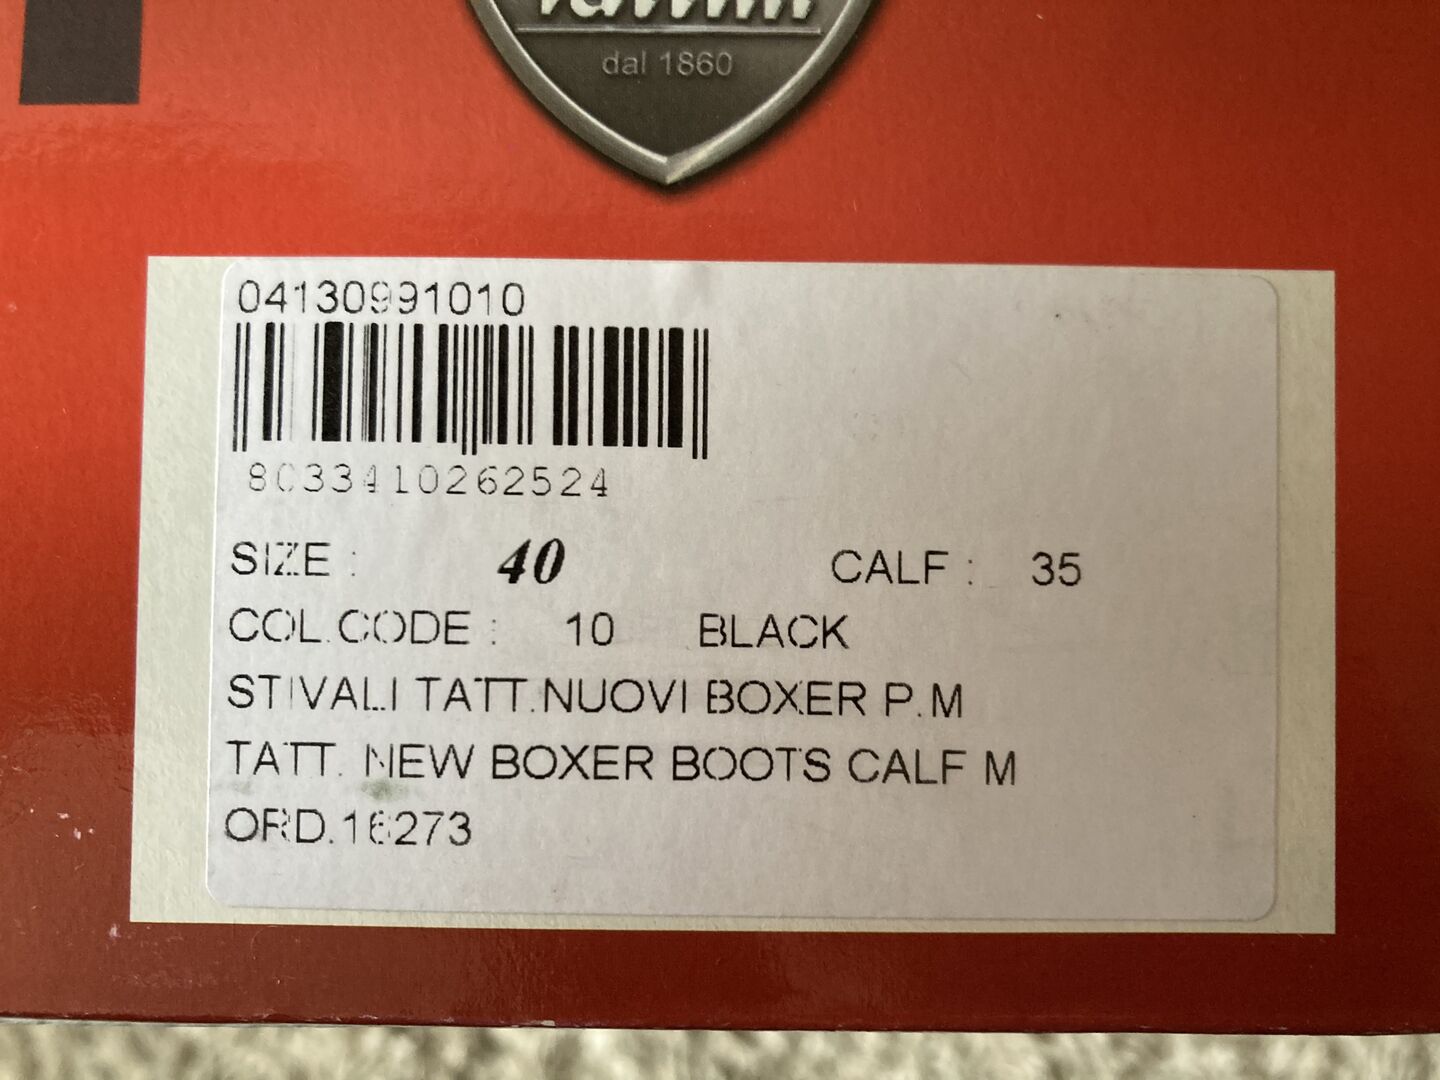 dal 1860
04130991010
8033410262524
SIZE : 40 CALF : 35
COL.CODE : 10 BLACK
STIVALI TATT.NUOVI BOXER P.M
TATT. NEW BOXER BOOTS CALF M
ORD.16273